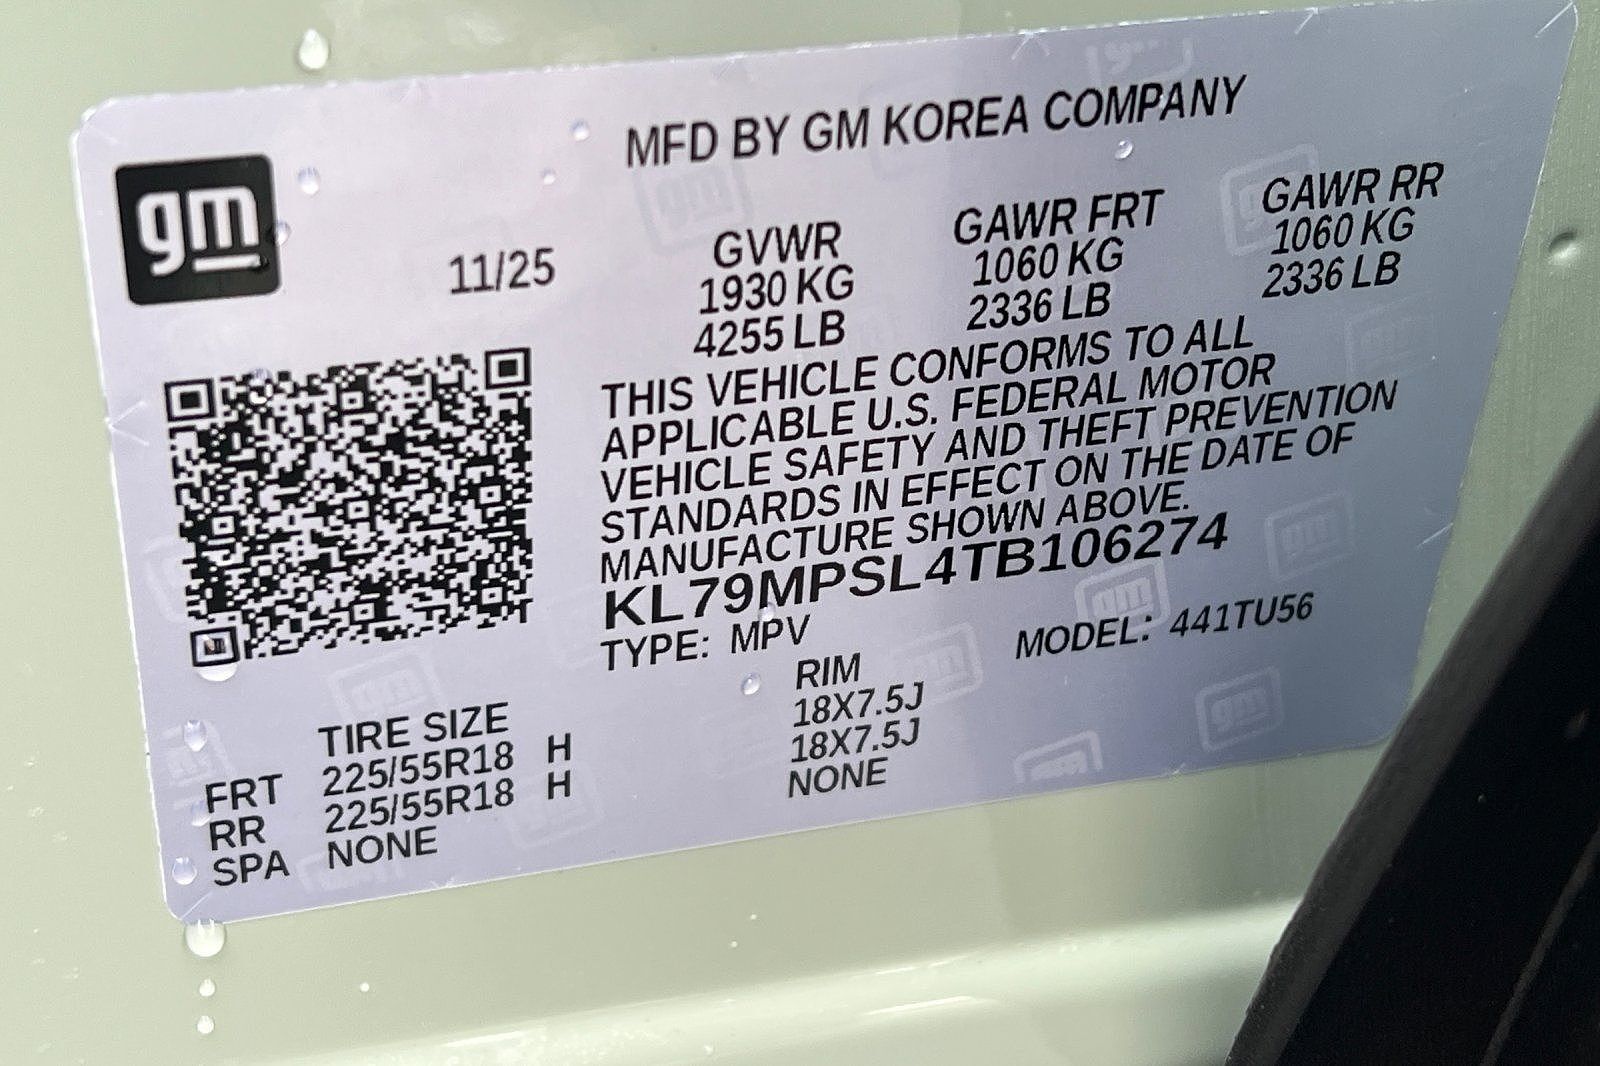 gm
MFD BY GM KOREA COMPANY
11/25
GVWR GAWR FRT GAWR RR
1930 KG 1060 KG 1060 KG
4255 LB 2336 LB 2336 LB
THIS VEHICLE CONFORMS TO ALL
APPLICABLE U.S. FEDERAL MOTOR
VEHICLE SAFETY AND THEFT PREVENTION
STANDARDS IN EFFECT ON THE DATE OF
MANUFACTURE SHOWN ABOVE.
KL79MPSL4TB106274
TYPE: MPV MODEL: 441TU56
TIRE SIZE RIM
FRT 225/55R18 H 18X7.5J
RR 225/55R18 H 18X7.5J
SPA NONE NONE